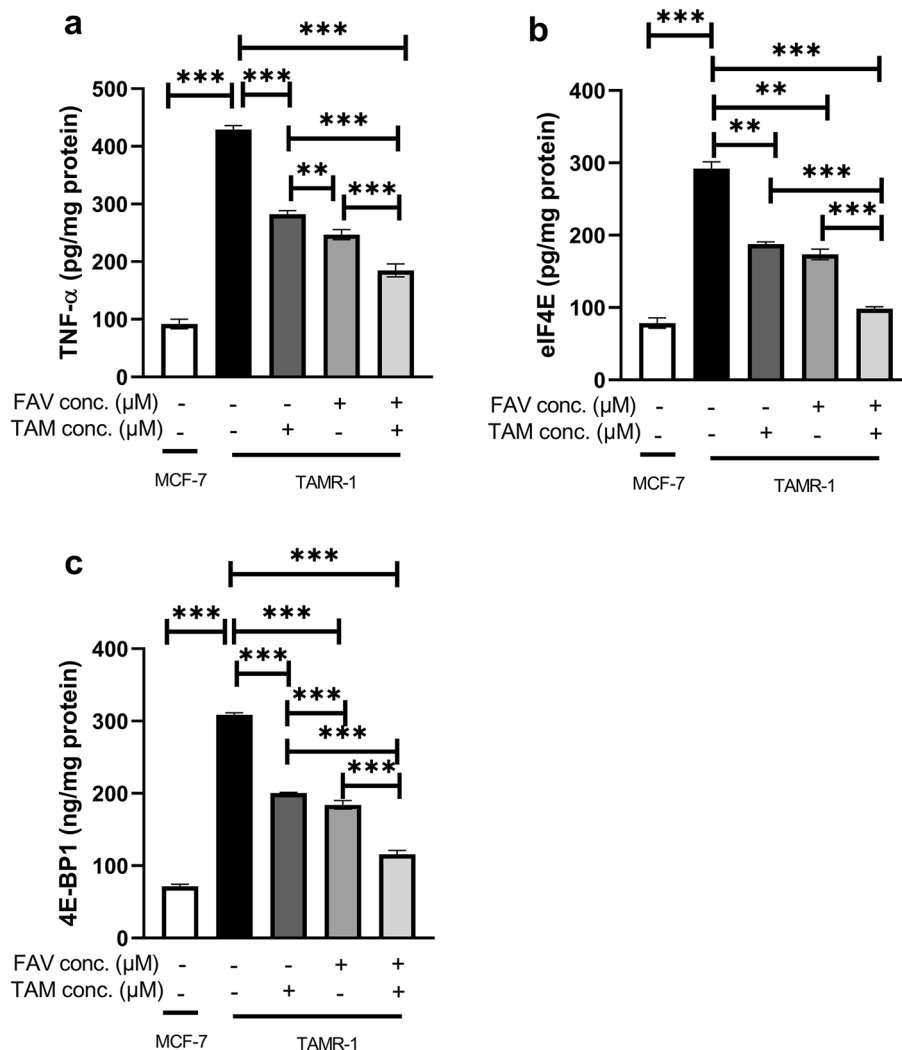 a
***
*** ***
***
** ***
TNF-α (pg/mg protein)
500
400
300
200
100
0
FAV conc. (μM) - - - + +
TAM conc. (μM) - - + - +
MCF-7 TAMR-1
b
***
***
**
**
***
***
eIF4E (pg/mg protein)
400
300
200
100
0
FAV conc. (μM) - - - + +
TAM conc. (μM) - - + - +
MCF-7 TAMR-1
c
***
*** ***
***
***
***
***
4E-BP1 (ng/mg protein)
400
300
200
100
0
FAV conc. (μM) - - - + +
TAM conc. (μM) - - + - +
MCF-7 TAMR-1